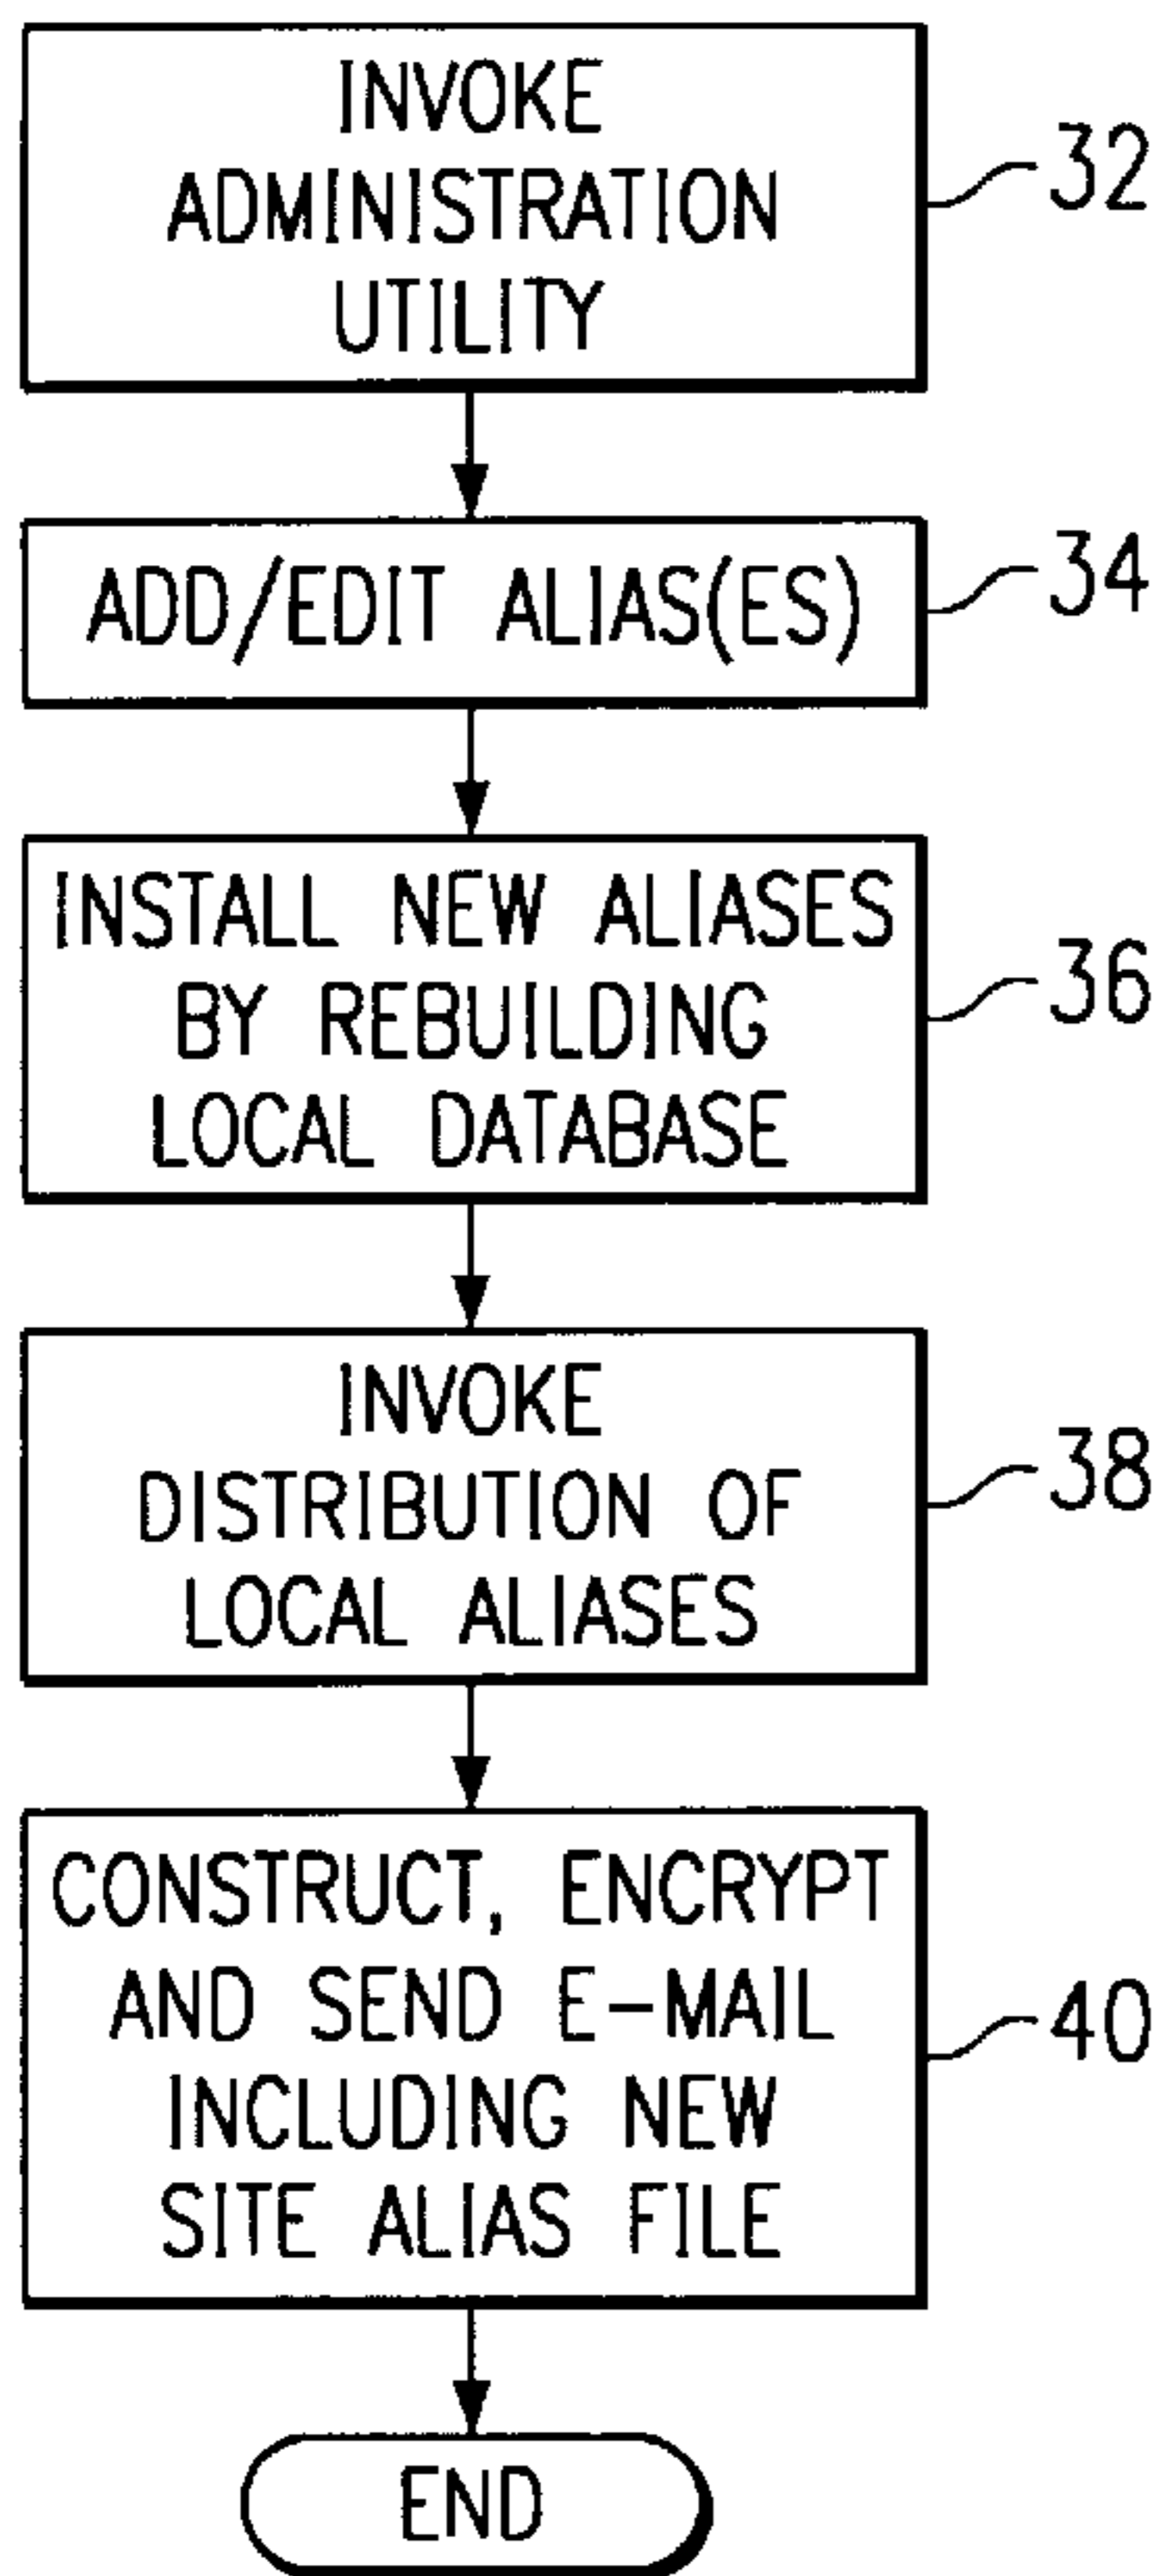 INVOKE
ADMINISTRATION
UTILITY
32
ADD/EDIT ALIAS(ES)
34
INSTALL NEW ALIASES
BY REBUILDING
LOCAL DATABASE
36
INVOKE
DISTRIBUTION OF
LOCAL ALIASES
38
CONSTRUCT, ENCRYPT
AND SEND E-MAIL
INCLUDING NEW
SITE ALIAS FILE
40
END